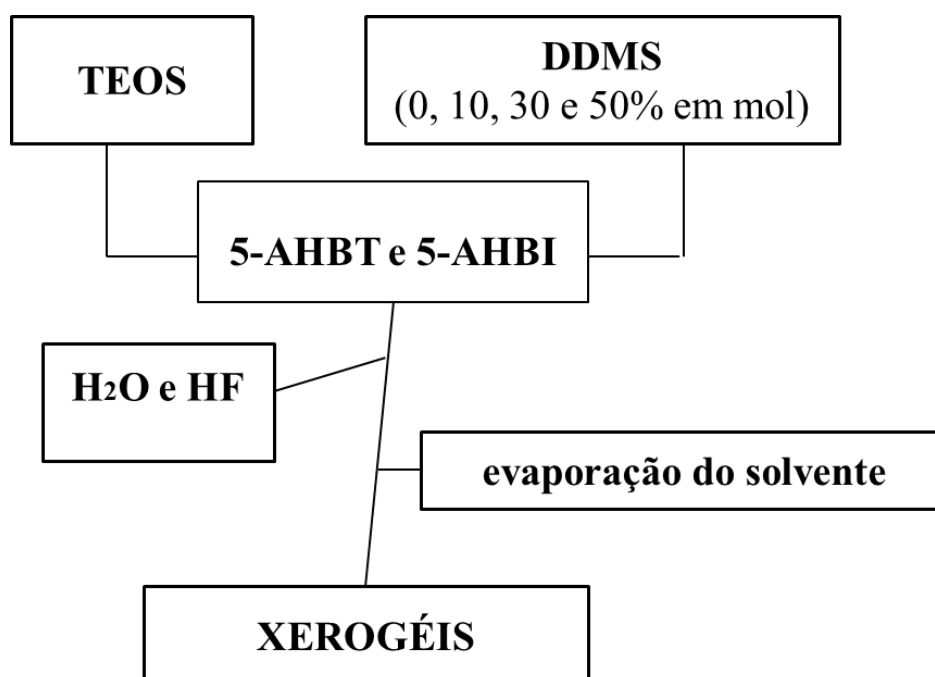 TEOS
DDMS
(0, 10, 30 e 50% em mol)
5-AHBT e 5-AHBI
H₂O e HF
evaporação do solvente
XEROGÉIS